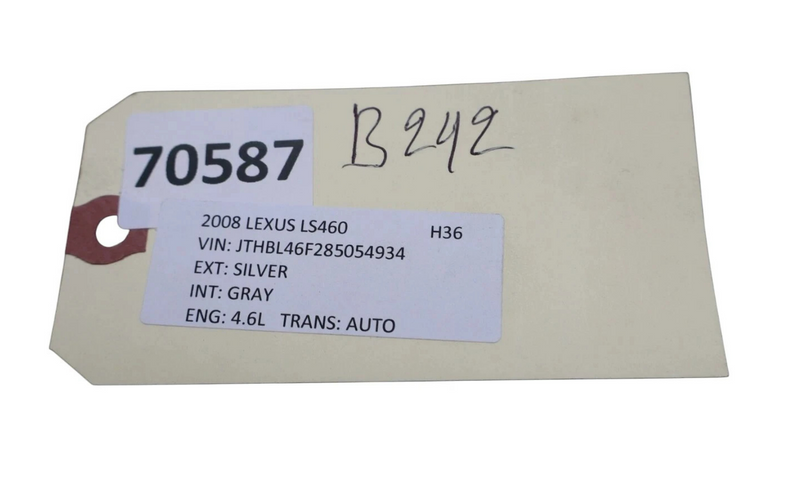 70587
B242
2008 LEXUS LS460 H36
VIN: JTHBL46F285054934
EXT: SILVER
INT: GRAY
ENG: 4.6L TRANS: AUTO